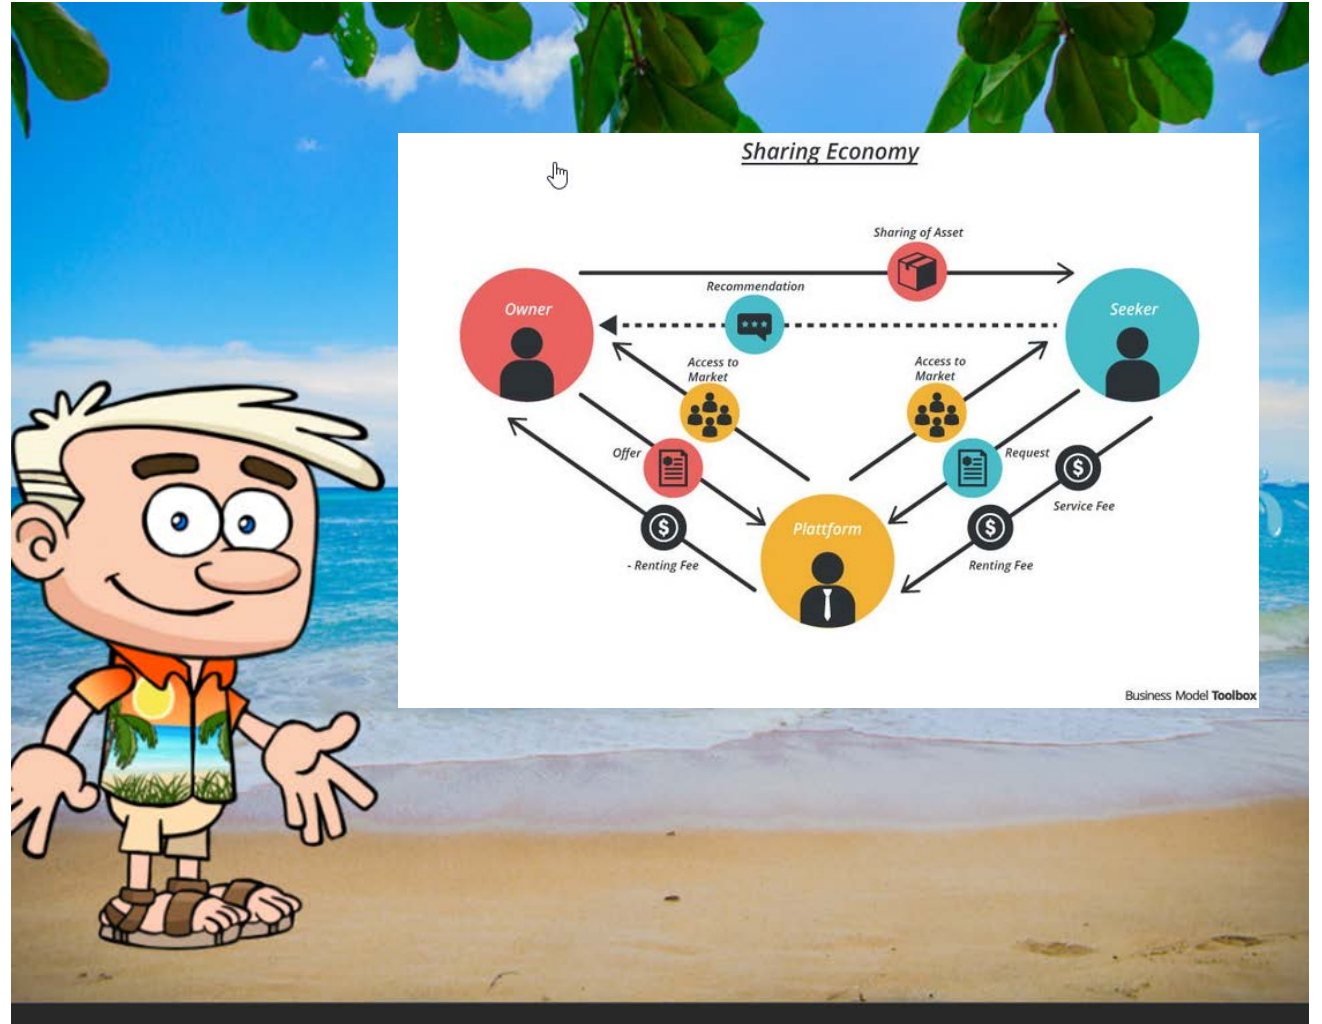 Sharing Economy
Sharing of Asset
Recommendation
Owner
Seeker
Access to
Market
Access to
Market
Offer
Request
Service Fee
Plattform
- Renting Fee
Renting Fee
Business Model Toolbox